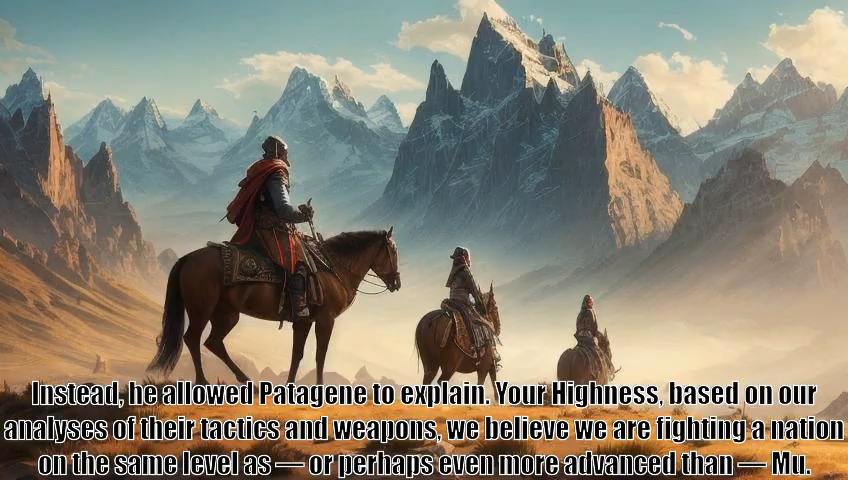 Instead, he allowed Patagene to explain. Your Highness, based on our
analyses of their tactics and weapons, we believe we are fighting a nation
on the same level as — or perhaps even more advanced than — Mu.